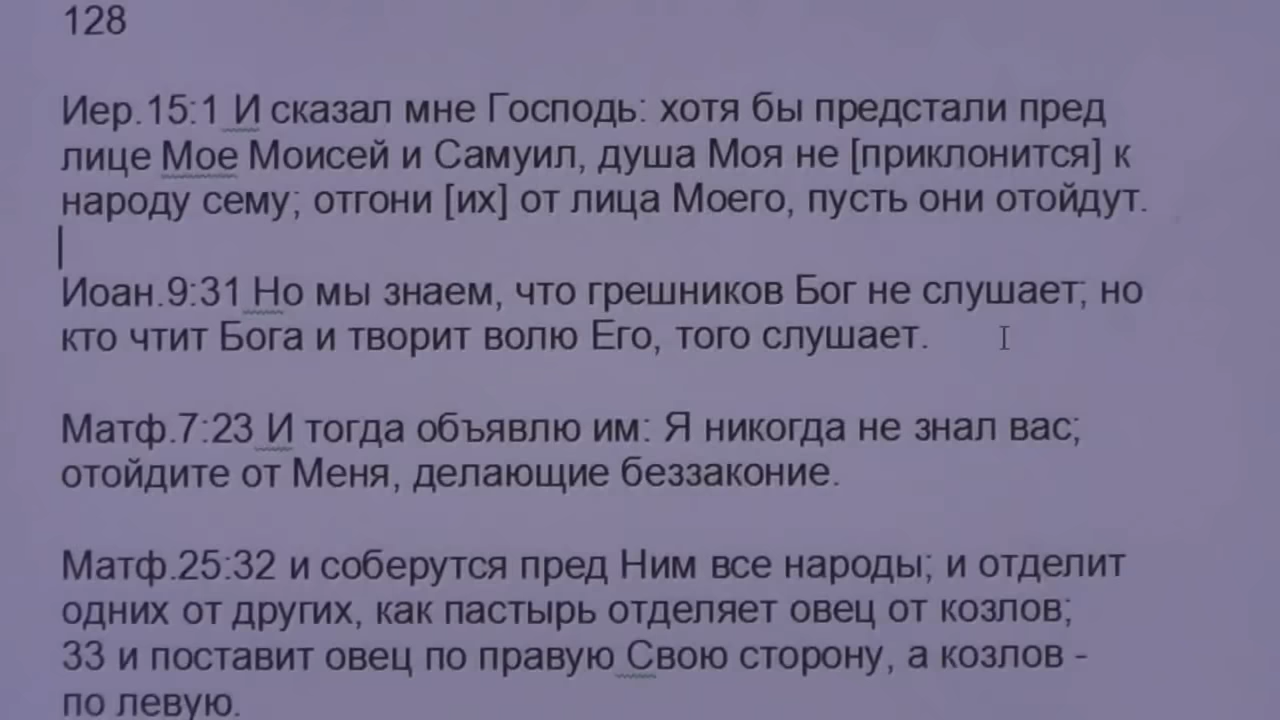 128
Иер.15:1 И сказал мне Господь: хотя бы предстали пред
лице Мое Моисей и Самуил, душа Моя не [приклонится] к
народу сему; отгони [их] от лица Моего, пусть они отойдут.
Иоан.9:31 Но мы знаем, что грешников Бог не слушает; но
кто чтит Бога и творит волю Его, того слушает.
Матф.7:23 И тогда объявлю им: Я никогда не знал вас;
отойдите от Меня, делающие беззаконие.
Матф.25:32 и соберутся пред Ним все народы; и отделит
одних от других, как пастырь отделяет овец от козлов;
33 и поставит овец по правую Свою сторону, а козлов -
по левую.